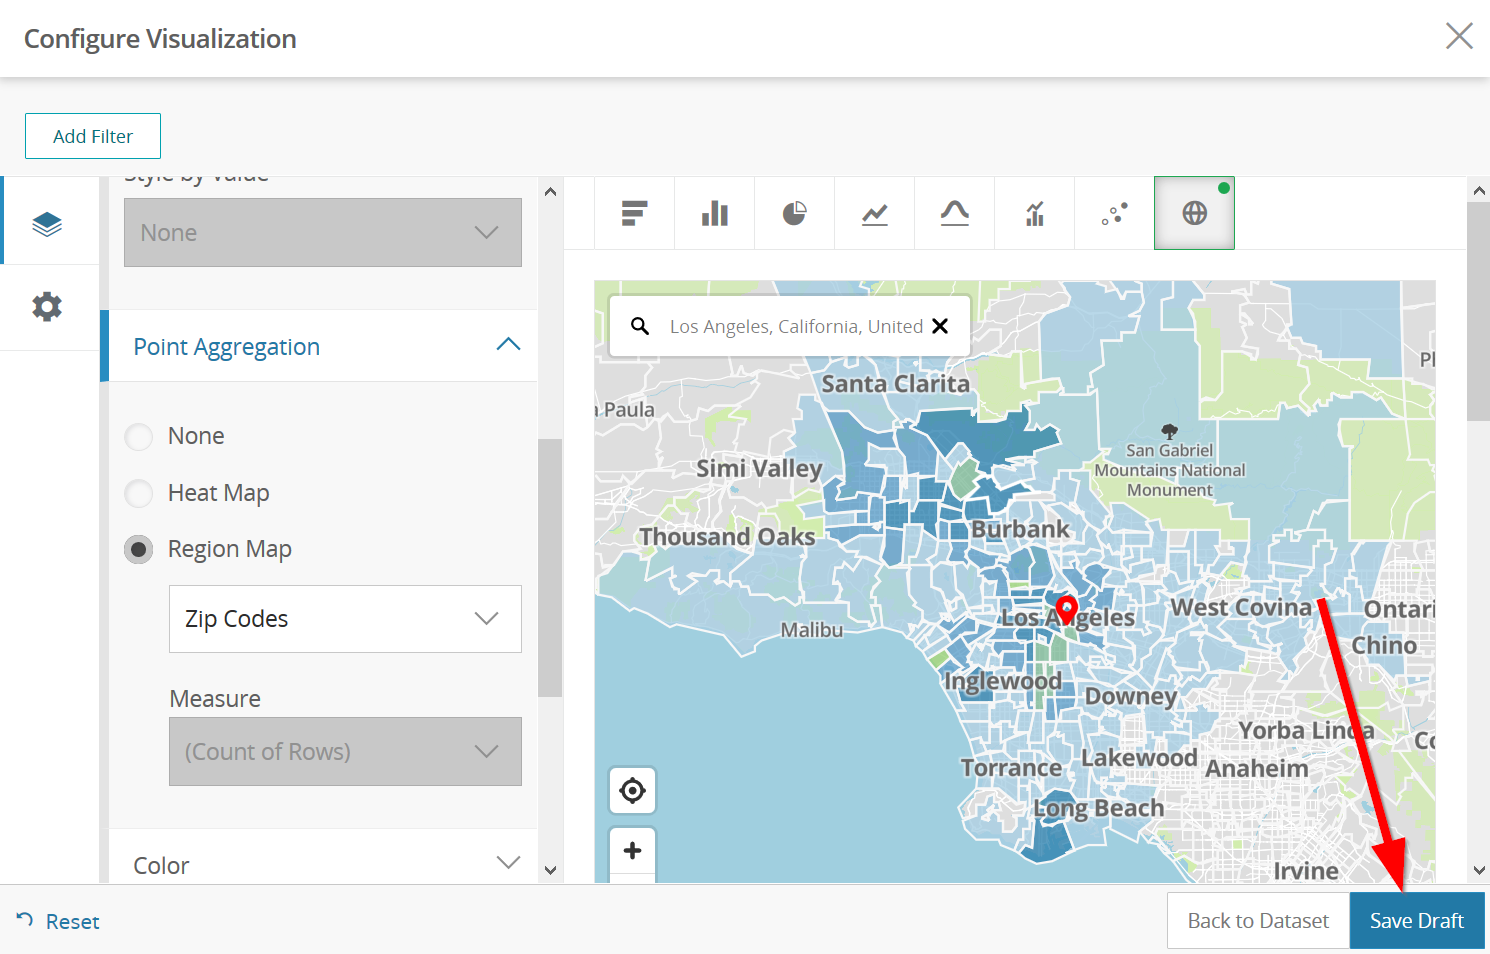 Configure Visualization
Add Filter
Style by Value
None
Point Aggregation
None
Heat Map
Region Map
Zip Codes
Measure
(Count of Rows)
Color
Los Angeles, California, United
Santa Clarita
Paula
San Gabriel
Mountains National
Monument
Simi Valley
Burbank
Thousand Oaks
West Covina
Los Angeles
Malibu
Chino
Inglewood
Downey
Yorba Linda
Lakewood
Torrance
Anaheim
Long Beach
Irvine
Reset
Back to Dataset
Save Draft